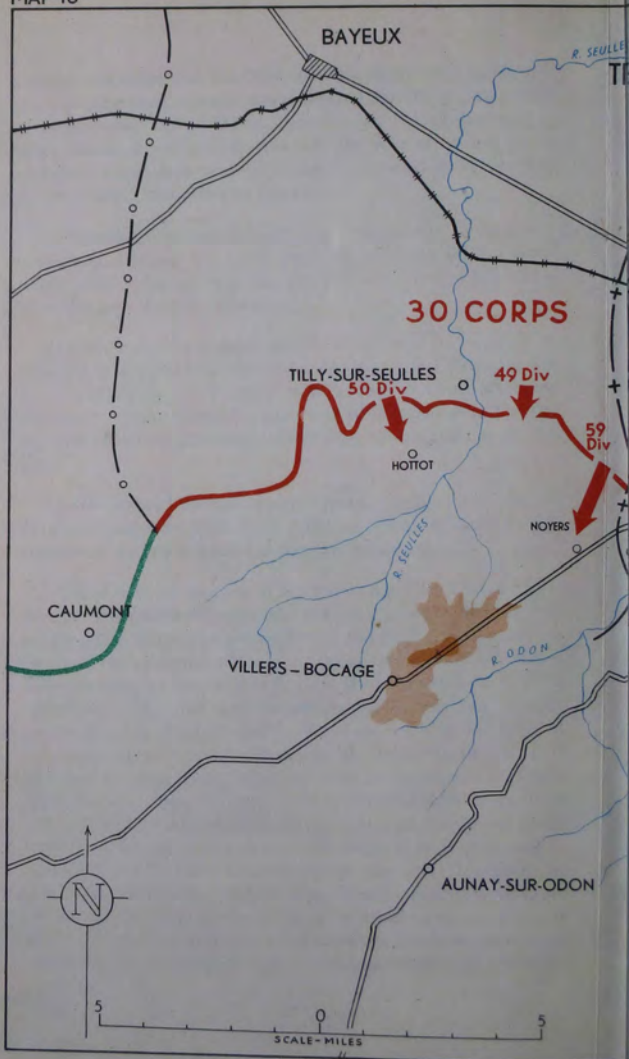 BAYEUX
R. SEULLE
30 CORPS
TILLY-SUR-SEULLES
50 Div
49 Div
59
Div
HOTTOT
NOYERS
R. SEULLES
CAUMONT
VILLERS – BOCAGE
R. ODON
N
AUNAY-SUR-ODON
5 0 5
SCALE-MILES